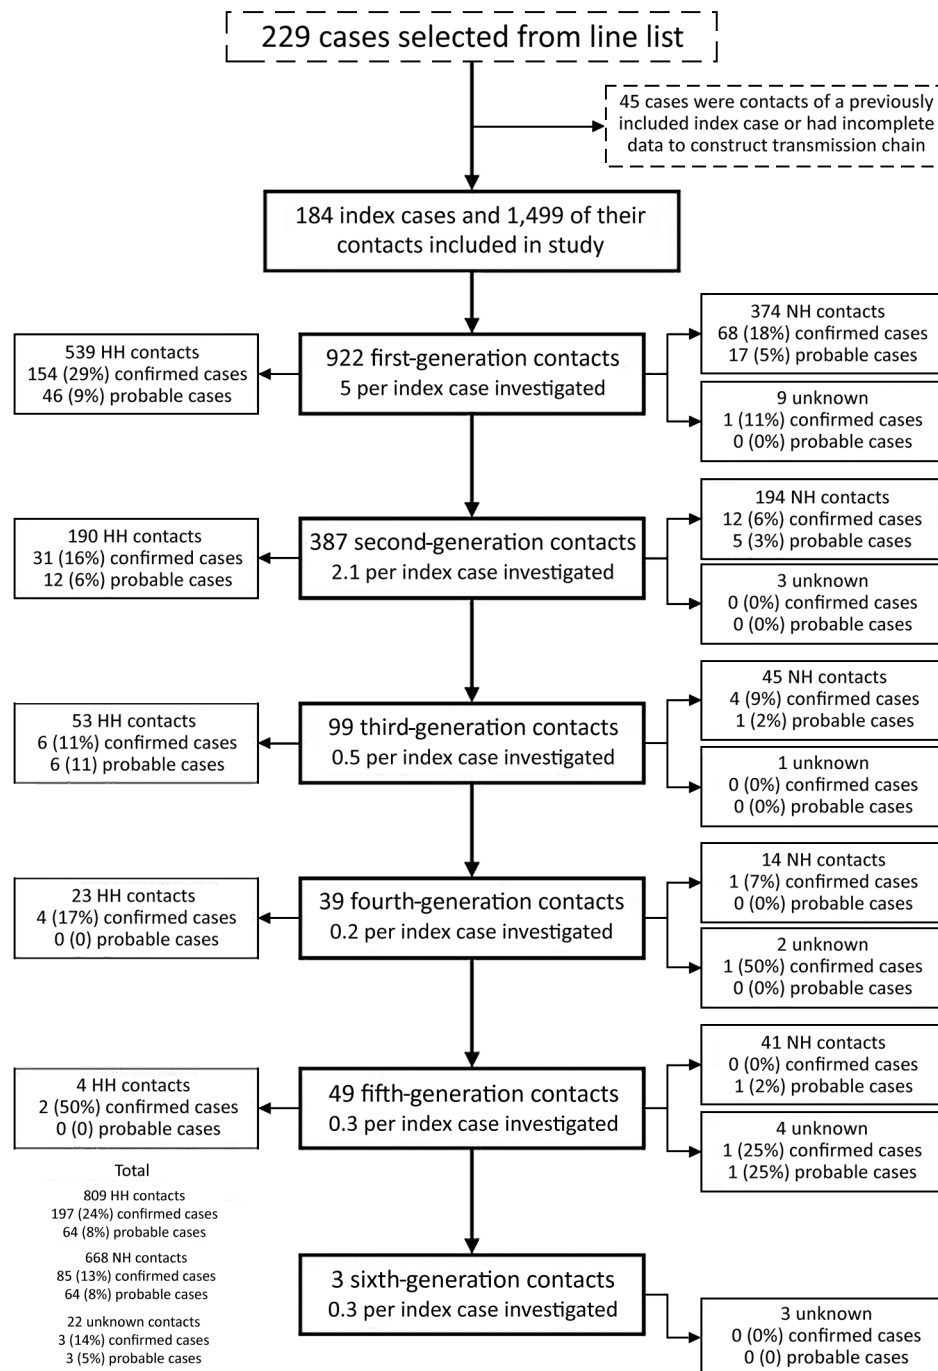 229 cases selected from line list
45 cases were contacts of a previously
included index case or had incomplete
data to construct transmission chain
184 index cases and 1,499 of their
contacts included in study
922 first-generation contacts
5 per index case investigated
539 HH contacts
154 (29%) confirmed cases
46 (9%) probable cases
374 NH contacts
68 (18%) confirmed cases
17 (5%) probable cases
9 unknown
1 (11%) confirmed cases
0 (0%) probable cases
387 second-generation contacts
2.1 per index case investigated
190 HH contacts
31 (16%) confirmed cases
12 (6%) probable cases
194 NH contacts
12 (6%) confirmed cases
5 (3%) probable cases
3 unknown
0 (0%) confirmed cases
0 (0%) probable cases
99 third-generation contacts
0.5 per index case investigated
53 HH contacts
6 (11%) confirmed cases
6 (11) probable cases
45 NH contacts
4 (9%) confirmed cases
1 (2%) probable cases
1 unknown
0 (0%) confirmed cases
0 (0%) probable cases
39 fourth-generation contacts
0.2 per index case investigated
23 HH contacts
4 (17%) confirmed cases
0 (0) probable cases
14 NH contacts
1 (7%) confirmed cases
0 (0%) probable cases
2 unknown
1 (50%) confirmed cases
0 (0%) probable cases
49 fifth-generation contacts
0.3 per index case investigated
4 HH contacts
2 (50%) confirmed cases
0 (0) probable cases
41 NH contacts
0 (0%) confirmed cases
1 (2%) probable cases
4 unknown
1 (25%) confirmed cases
1 (25%) probable cases
Total
809 HH contacts
197 (24%) confirmed cases
64 (8%) probable cases
668 NH contacts
85 (13%) confirmed cases
64 (8%) probable cases
22 unknown contacts
3 (14%) confirmed cases
3 (5%) probable cases
3 sixth-generation contacts
0.3 per index case investigated
3 unknown
0 (0%) confirmed cases
0 (0) probable cases